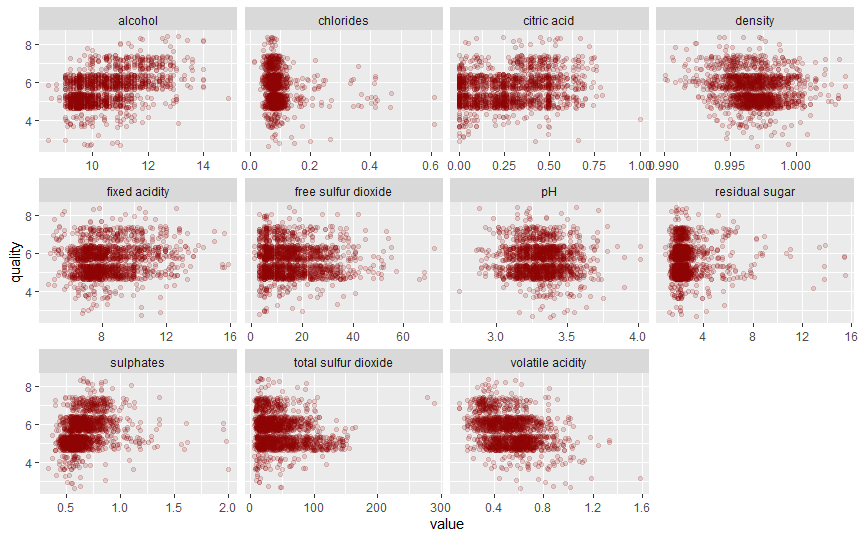 alcohol chlorides citric acid density
8
6
4
10 12 14 0.0 0.2 0.4 0.6 0.00 0.25 0.50 0.75 1.00 0.990 0.995 1.000
fixed acidity free sulfur dioxide pH residual sugar
8
6
4
8 12 16 0 20 40 60 3.0 3.5 4.0 4 8 12 16
quality
sulphates total sulfur dioxide volatile acidity
8
6
4
0.5 1.0 1.5 2.0 0 100 200 300 0.4 0.8 1.2 1.6
value